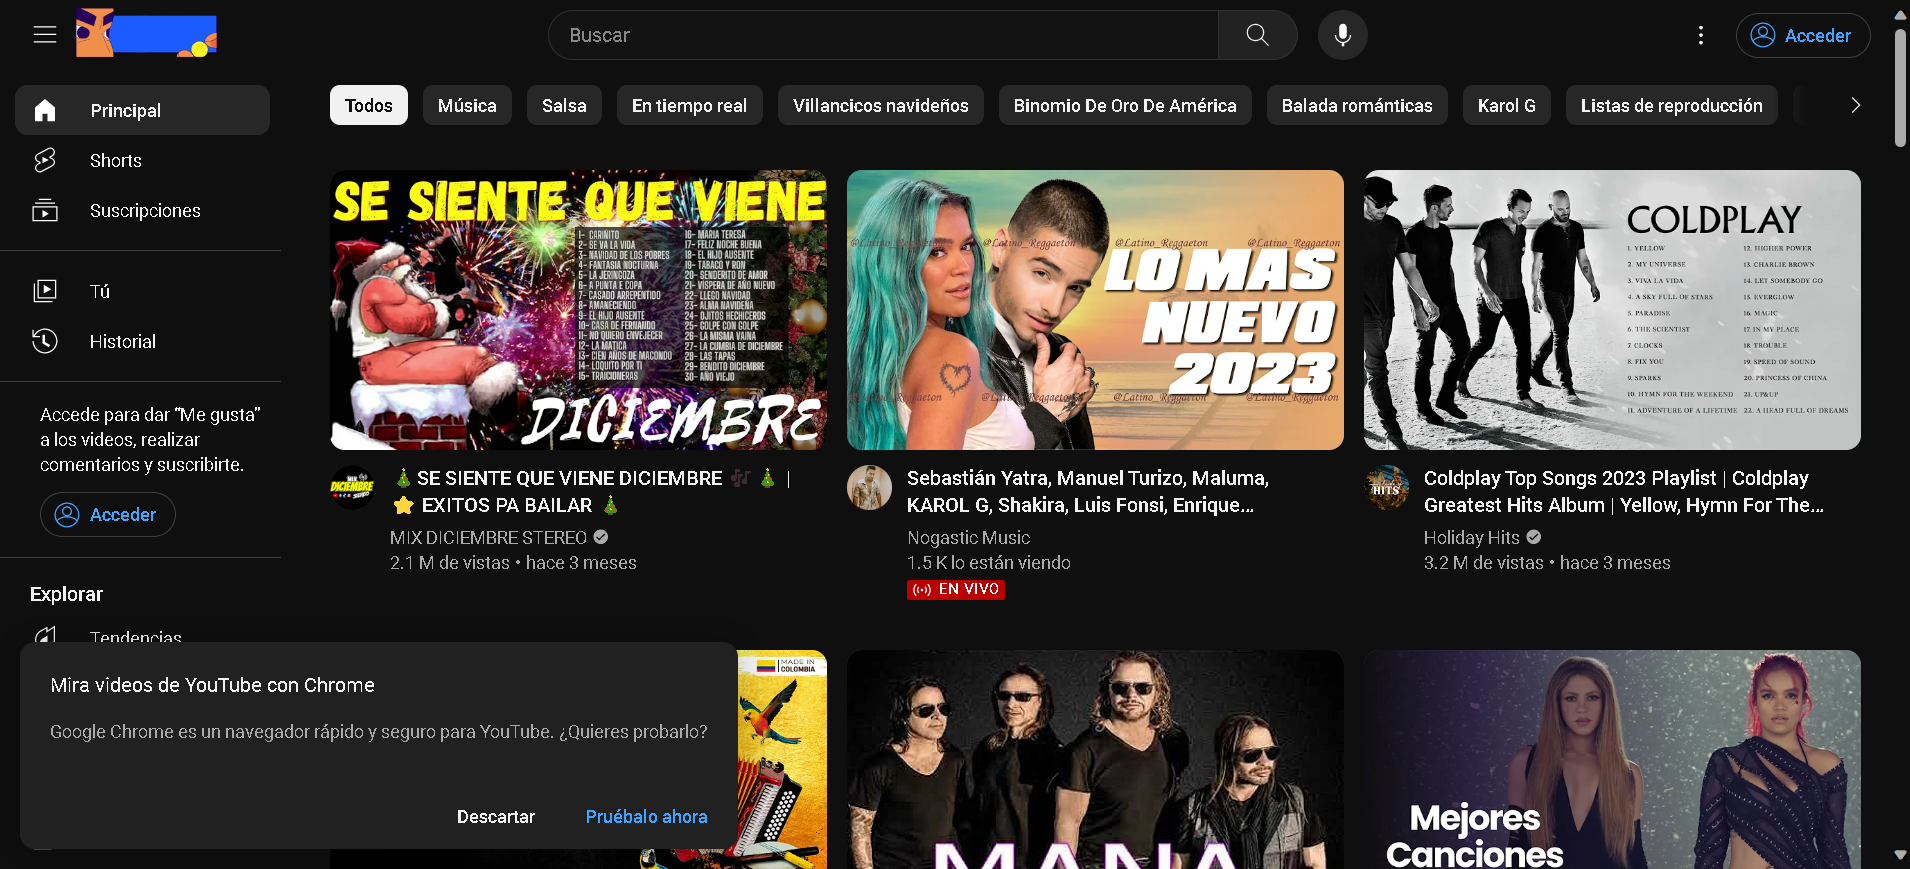 Buscar
Acceder
Principal
Shorts
Suscripciones
Tú
Historial
Accede para dar “Me gusta”
a los videos, realizar
comentarios y suscribirte.
Acceder
Explorar
Tendencias
Todos
Música
Salsa
En tiempo real
Villancicos navideños
Binomio De Oro De América
Balada románticas
Karol G
Listas de reproducción
SE SIENTE QUE VIENE
1- CARIÑITO
2- SE VA LA VIDA
3- NAVIDAD DE LOS POBRES
4- FANTASIA NOCTURNA
5- LA JERINGOZA
6- A PUNTA E COPA
7- CASADO ARREPENTIDO
8- AMANECIENDO
9- EL HIJO AUSENTE
10- CASA DE FERNANDO
11- NO QUIERO ENVEJECER
12- LA MATICA
13- CIEN AÑOS DE MACONDO
14- LOQUITO POR TI
15- TRAICIONERAS
16- MARIA TERESA
17- FELIZ NOCHE BUENA
18- EL HIJO AUSENTE
19- TABACO Y RON
20- SENDERITO DE AMOR
21- VISPERA DE AÑO NUEVO
22- LLEGO NAVIDAD
23- ALMA NAVIDEÑA
24- OJITOS HECHICEROS
25- GOLPE CON GOLPE
26- LA MISMA VAINA
27- LA CUMBIA DE DICIEMBRE
28- LAS TAPAS
29- BENDITO DICIEMBRE
30- AÑO VIEJO
DICIEMBRE
MIX
DICIEMBRE
STEREO
🎄 SE SIENTE QUE VIENE DICIEMBRE 🎶 🎄 |
⭐ EXITOS PA BAILAR 🎄
MIX DICIEMBRE STEREO
2.1 M de vistas • hace 3 meses
@Latino_Reggaeton @Latino_Reggaeton @Latino_Reggaeton @Latino_Reggaeton
LO MAS
NUEVO
2023
@Latino_Reggaeton @Latino_Reggaeton @Latino_Reggaeton @Latino_Reggaeton
Sebastián Yatra, Manuel Turizo, Maluma,
KAROL G, Shakira, Luis Fonsi, Enrique...
Nogastic Music
1.5 K lo están viendo
EN VIVO
COLDPLAY
1. YELLOW
2. MY UNIVERSE
3. VIVA LA VIDA
4. A SKY FULL OF STARS
5. PARADISE
6. THE SCIENTIST
7. CLOCKS
8. FIX YOU
9. SPARKS
10. HYMN FOR THE WEEKEND
11. ADVENTURE OF A LIFETIME
12. HIGHER POWER
13. CHARLIE BROWN
14. LET SOMEBODY GO
15. EVERGLOW
16. MAGIC
17. IN MY PLACE
18. TROUBLE
19. SPEED OF SOUND
20. PRINCESS OF CHINA
21. UP&UP
22. A HEAD FULL OF DREAMS
HITS
Coldplay Top Songs 2023 Playlist | Coldplay
Greatest Hits Album | Yellow, Hymn For The...
Holiday Hits
3.2 M de vistas • hace 3 meses
MADE IN
COLOMBIA
MANA
Mejores
Canciones
Mira videos de YouTube con Chrome
Google Chrome es un navegador rápido y seguro para YouTube. ¿Quieres probarlo?
Descartar
Pruébalo ahora